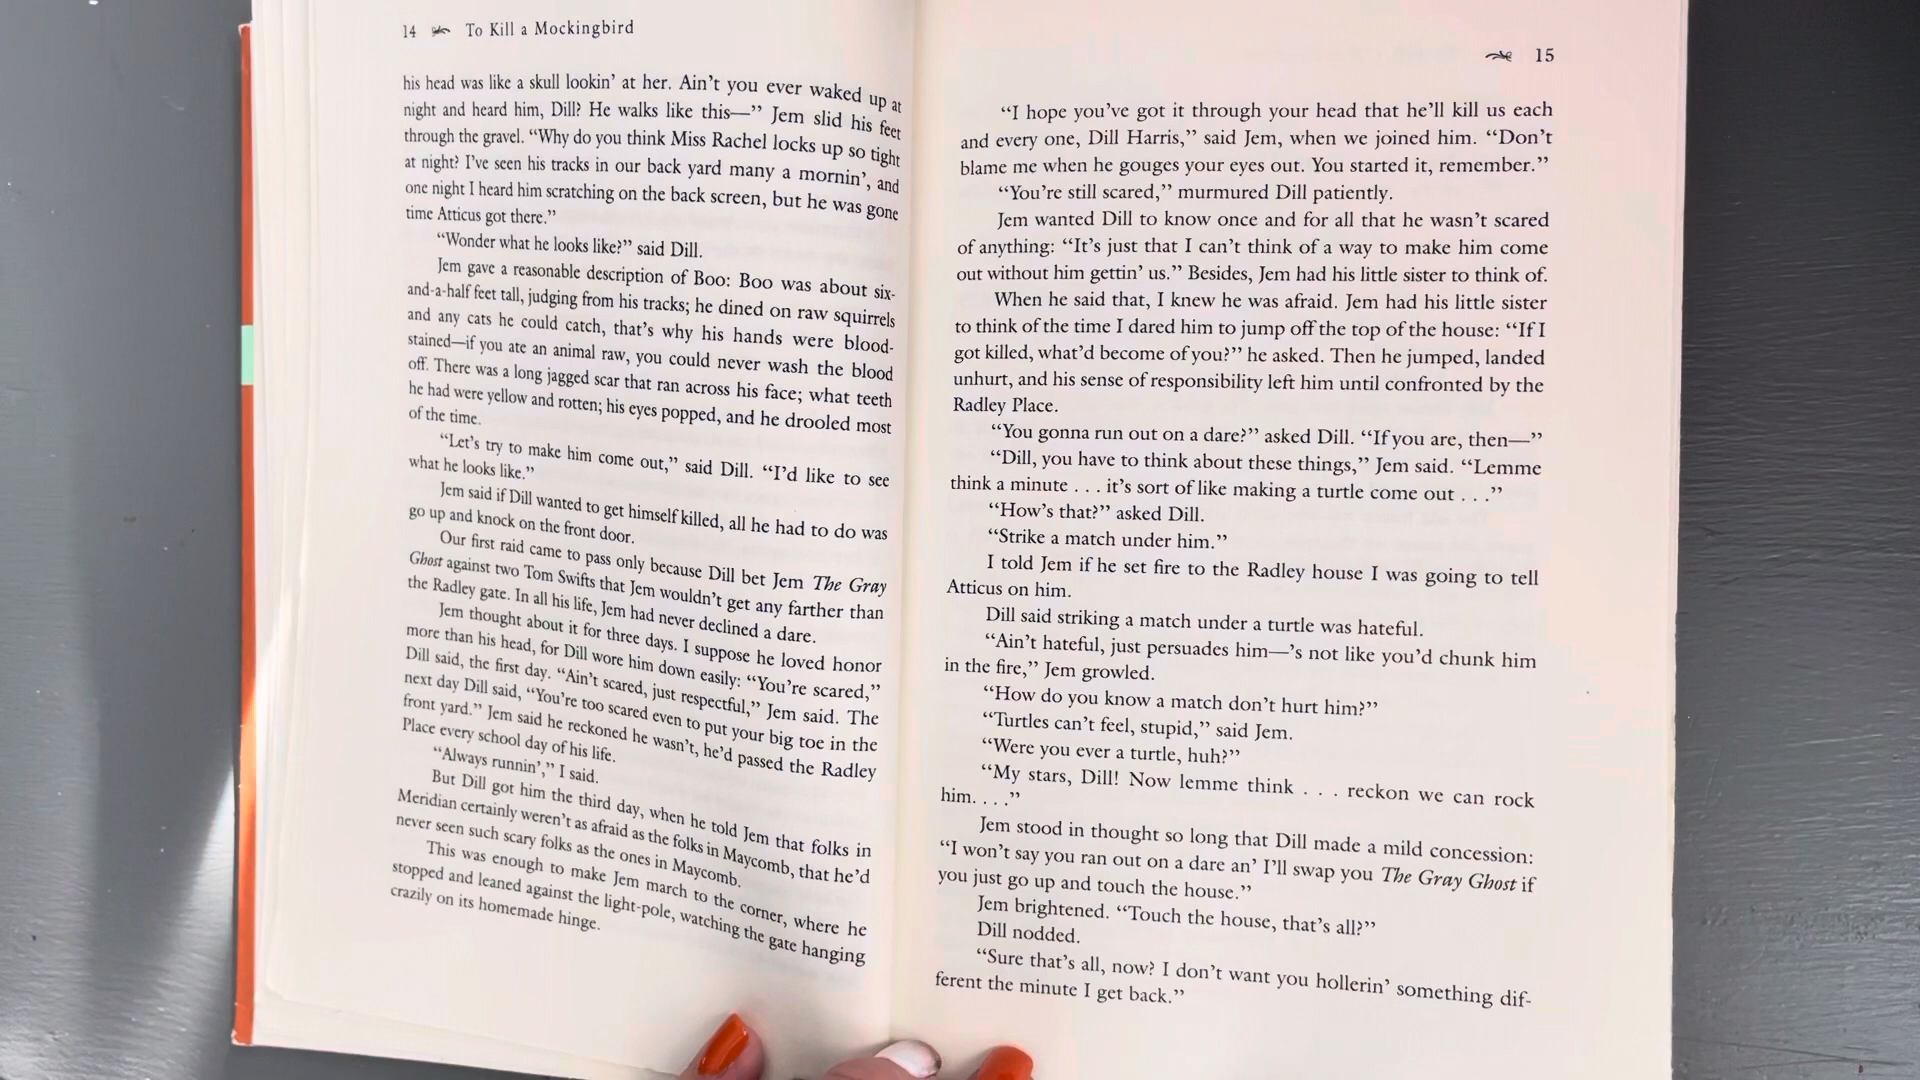 14 To Kill a Mockingbird
his head was like a skull lookin’ at her. Ain’t you ever waked up at
night and heard him, Dill? He walks like this—” Jem slid his feet
through the gravel. “Why do you think Miss Rachel locks up so tight
at night? I’ve seen his tracks in our back yard many a mornin’, and
one night I heard him scratching on the back screen, but he was gone
time Atticus got there.”
“Wonder what he looks like?” said Dill.
Jem gave a reasonable description of Boo: Boo was about six-
and-a-half feet tall, judging from his tracks; he dined on raw squirrels
and any cats he could catch, that’s why his hands were blood-
stained—if you ate an animal raw, you could never wash the blood
off. There was a long jagged scar that ran across his face; what teeth
he had were yellow and rotten; his eyes popped, and he drooled most
of the time.
“Let’s try to make him come out,” said Dill. “I’d like to see
what he looks like.”
Jem said if Dill wanted to get himself killed, all he had to do was
go up and knock on the front door.
Our first raid came to pass only because Dill bet Jem The Gray
Ghost against two Tom Swifts that Jem wouldn’t get any farther than
the Radley gate. In all his life, Jem had never declined a dare.
Jem thought about it for three days. I suppose he loved honor
more than his head, for Dill wore him down easily: “You’re scared,”
Dill said, the first day. “Ain’t scared, just respectful,” Jem said. The
next day Dill said, “You’re too scared even to put your big toe in the
front yard.” Jem said he reckoned he wasn’t, he’d passed the Radley
Place every school day of his life.
“Always runnin’,” I said.
But Dill got him the third day, when he told Jem that folks in
Meridian certainly weren’t as afraid as the folks in Maycomb, that he’d
never seen such scary folks as the ones in Maycomb.
This was enough to make Jem march to the corner, where he
stopped and leaned against the light-pole, watching the gate hanging
crazily on its homemade hinge.
15
“I hope you’ve got it through your head that he’ll kill us each
and every one, Dill Harris,” said Jem, when we joined him. “Don’t
blame me when he gouges your eyes out. You started it, remember.”
“You’re still scared,” murmured Dill patiently.
Jem wanted Dill to know once and for all that he wasn’t scared
of anything: “It’s just that I can’t think of a way to make him come
out without him gettin’ us.” Besides, Jem had his little sister to think of.
When he said that, I knew he was afraid. Jem had his little sister
to think of the time I dared him to jump off the top of the house: “If I
got killed, what’d become of you?” he asked. Then he jumped, landed
unhurt, and his sense of responsibility left him until confronted by the
Radley Place.
“You gonna run out on a dare?” asked Dill. “If you are, then—”
“Dill, you have to think about these things,” Jem said. “Lemme
think a minute . . . it’s sort of like making a turtle come out . . .”
“How’s that?” asked Dill.
“Strike a match under him.”
I told Jem if he set fire to the Radley house I was going to tell
Atticus on him.
Dill said striking a match under a turtle was hateful.
“Ain’t hateful, just persuades him—’s not like you’d chunk him
in the fire,” Jem growled.
“How do you know a match don’t hurt him?”
“Turtles can’t feel, stupid,” said Jem.
“Were you ever a turtle, huh?”
“My stars, Dill! Now lemme think . . . reckon we can rock
him. . . .”
Jem stood in thought so long that Dill made a mild concession:
“I won’t say you ran out on a dare an’ I’ll swap you The Gray Ghost if
you just go up and touch the house.”
Jem brightened. “Touch the house, that’s all?”
Dill nodded.
“Sure that’s all, now? I don’t want you hollerin’ something dif-
ferent the minute I get back.”